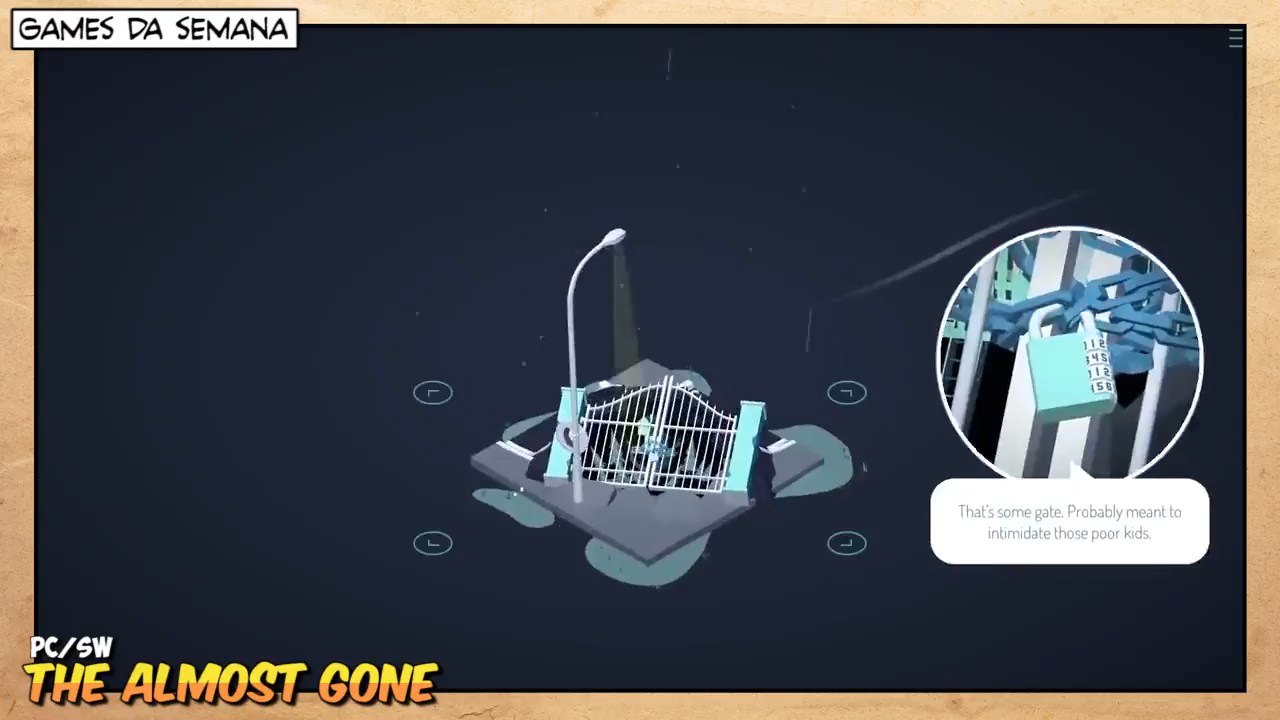 GAMES DA SEMANA
That's some gate. Probably meant to
intimidate those poor kids.
PC/SW
THE ALMOST GONE